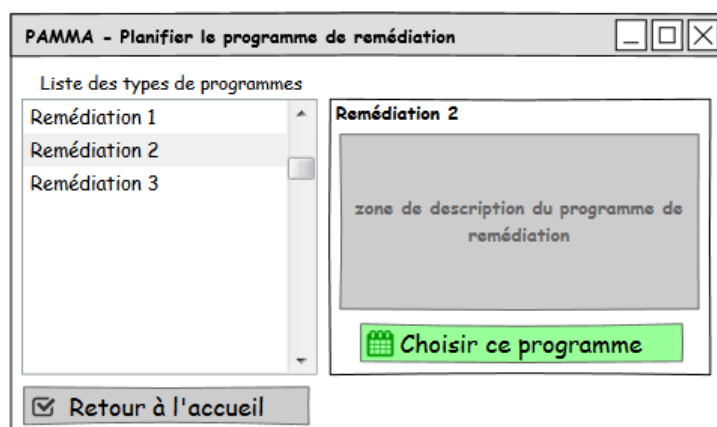 PAMMA - Planifier le programme de remédiation
Liste des types de programmes
Remédiation 1
Remédiation 2
Remédiation 3
Remédiation 2
zone de description du programme de
remédiation
Choisir ce programme
Retour à l'accueil